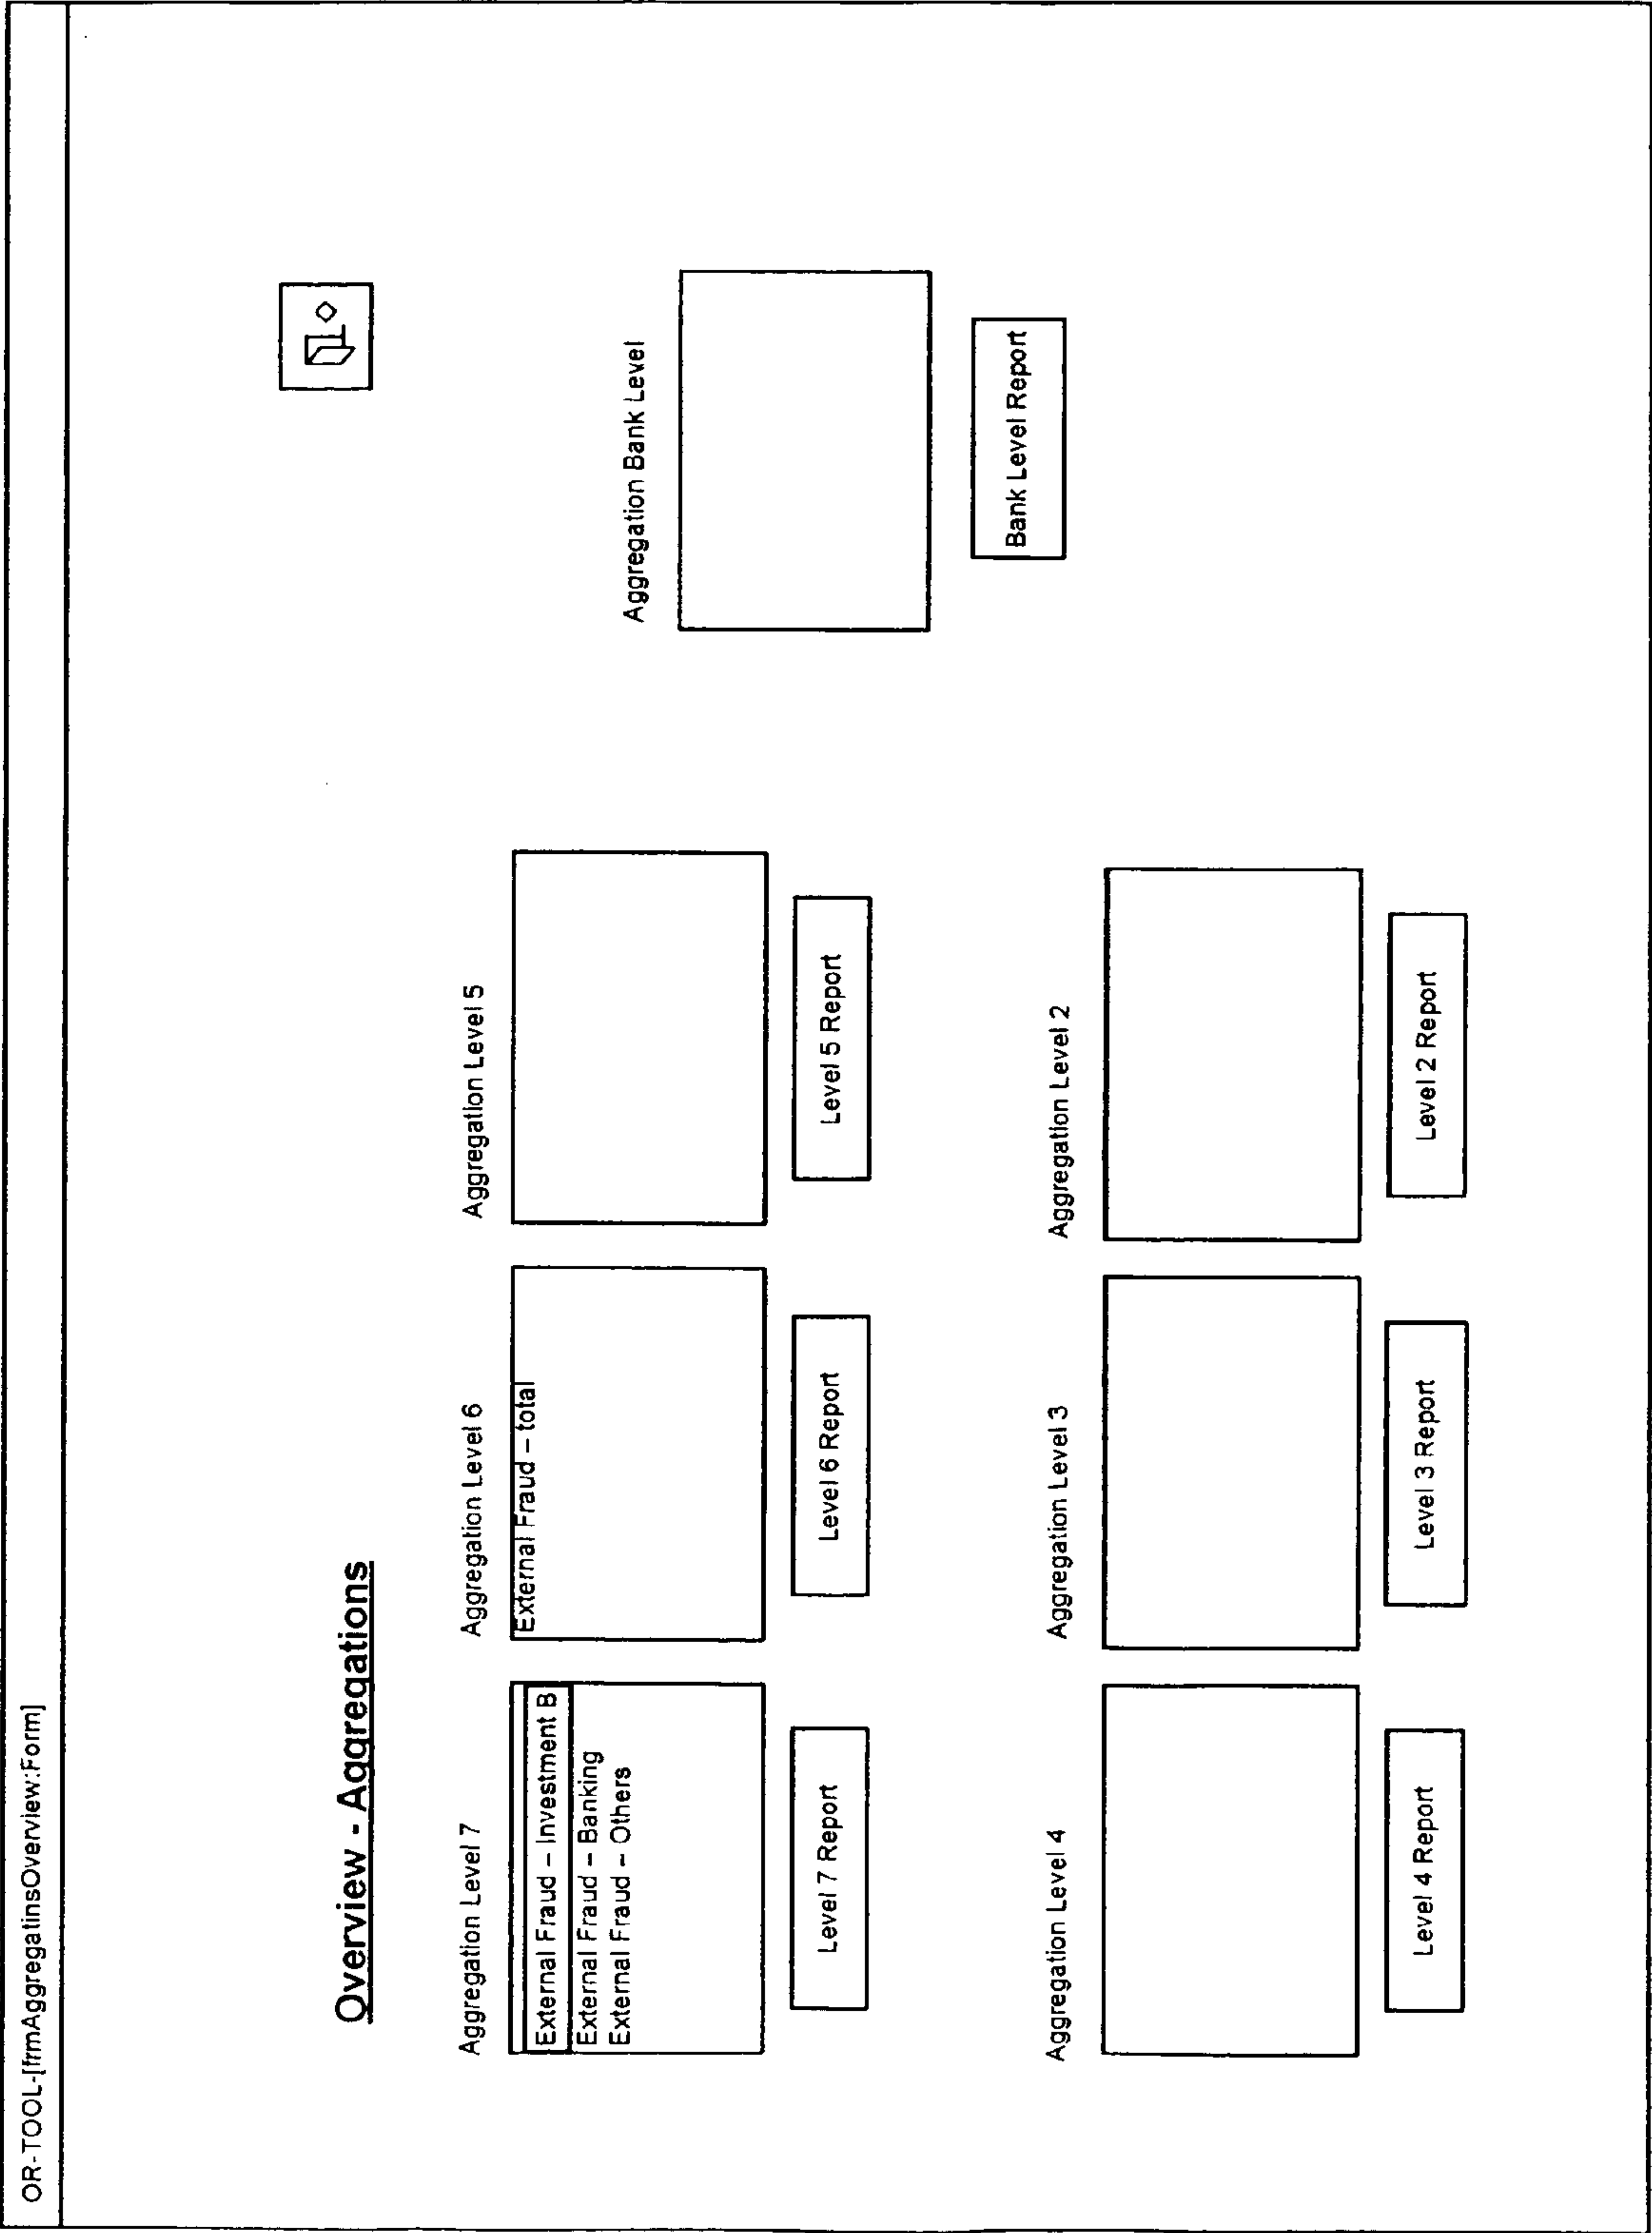 OR-TOOL-[frmAggregatinsOverview:Form]
Overview - Aggregations
Aggregation Level 7
External Fraud – Investment B
External Fraud – Banking
External Fraud – Others
Level 7 Report
Aggregation Level 6
External Fraud – total
Level 6 Report
Aggregation Level 5
Level 5 Report
Aggregation Bank Level
Bank Level Report
Aggregation Level 4
Level 4 Report
Aggregation Level 3
Level 3 Report
Aggregation Level 2
Level 2 Report